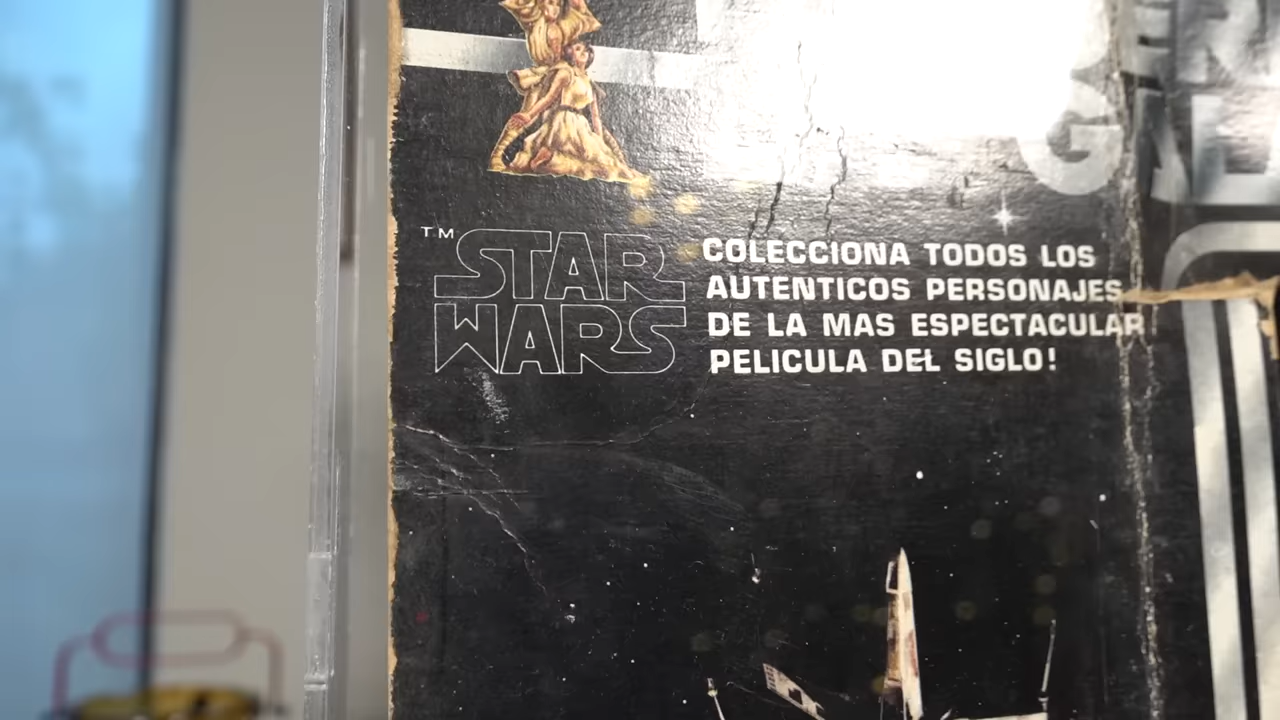 ™ STAR
WARS
COLECCIONA TODOS LOS
AUTENTICOS PERSONAJES
DE LA MAS ESPECTACULAR
PELICULA DEL SIGLO!